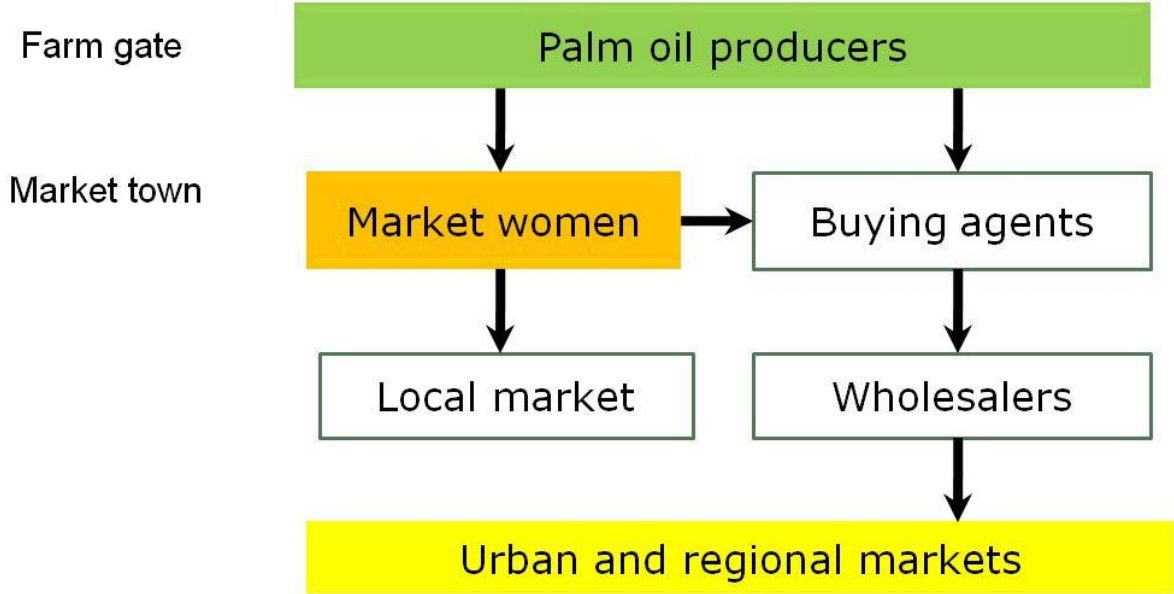 Farm gate
Palm oil producers
Market town
Market women
Buying agents
Local market
Wholesalers
Urban and regional markets